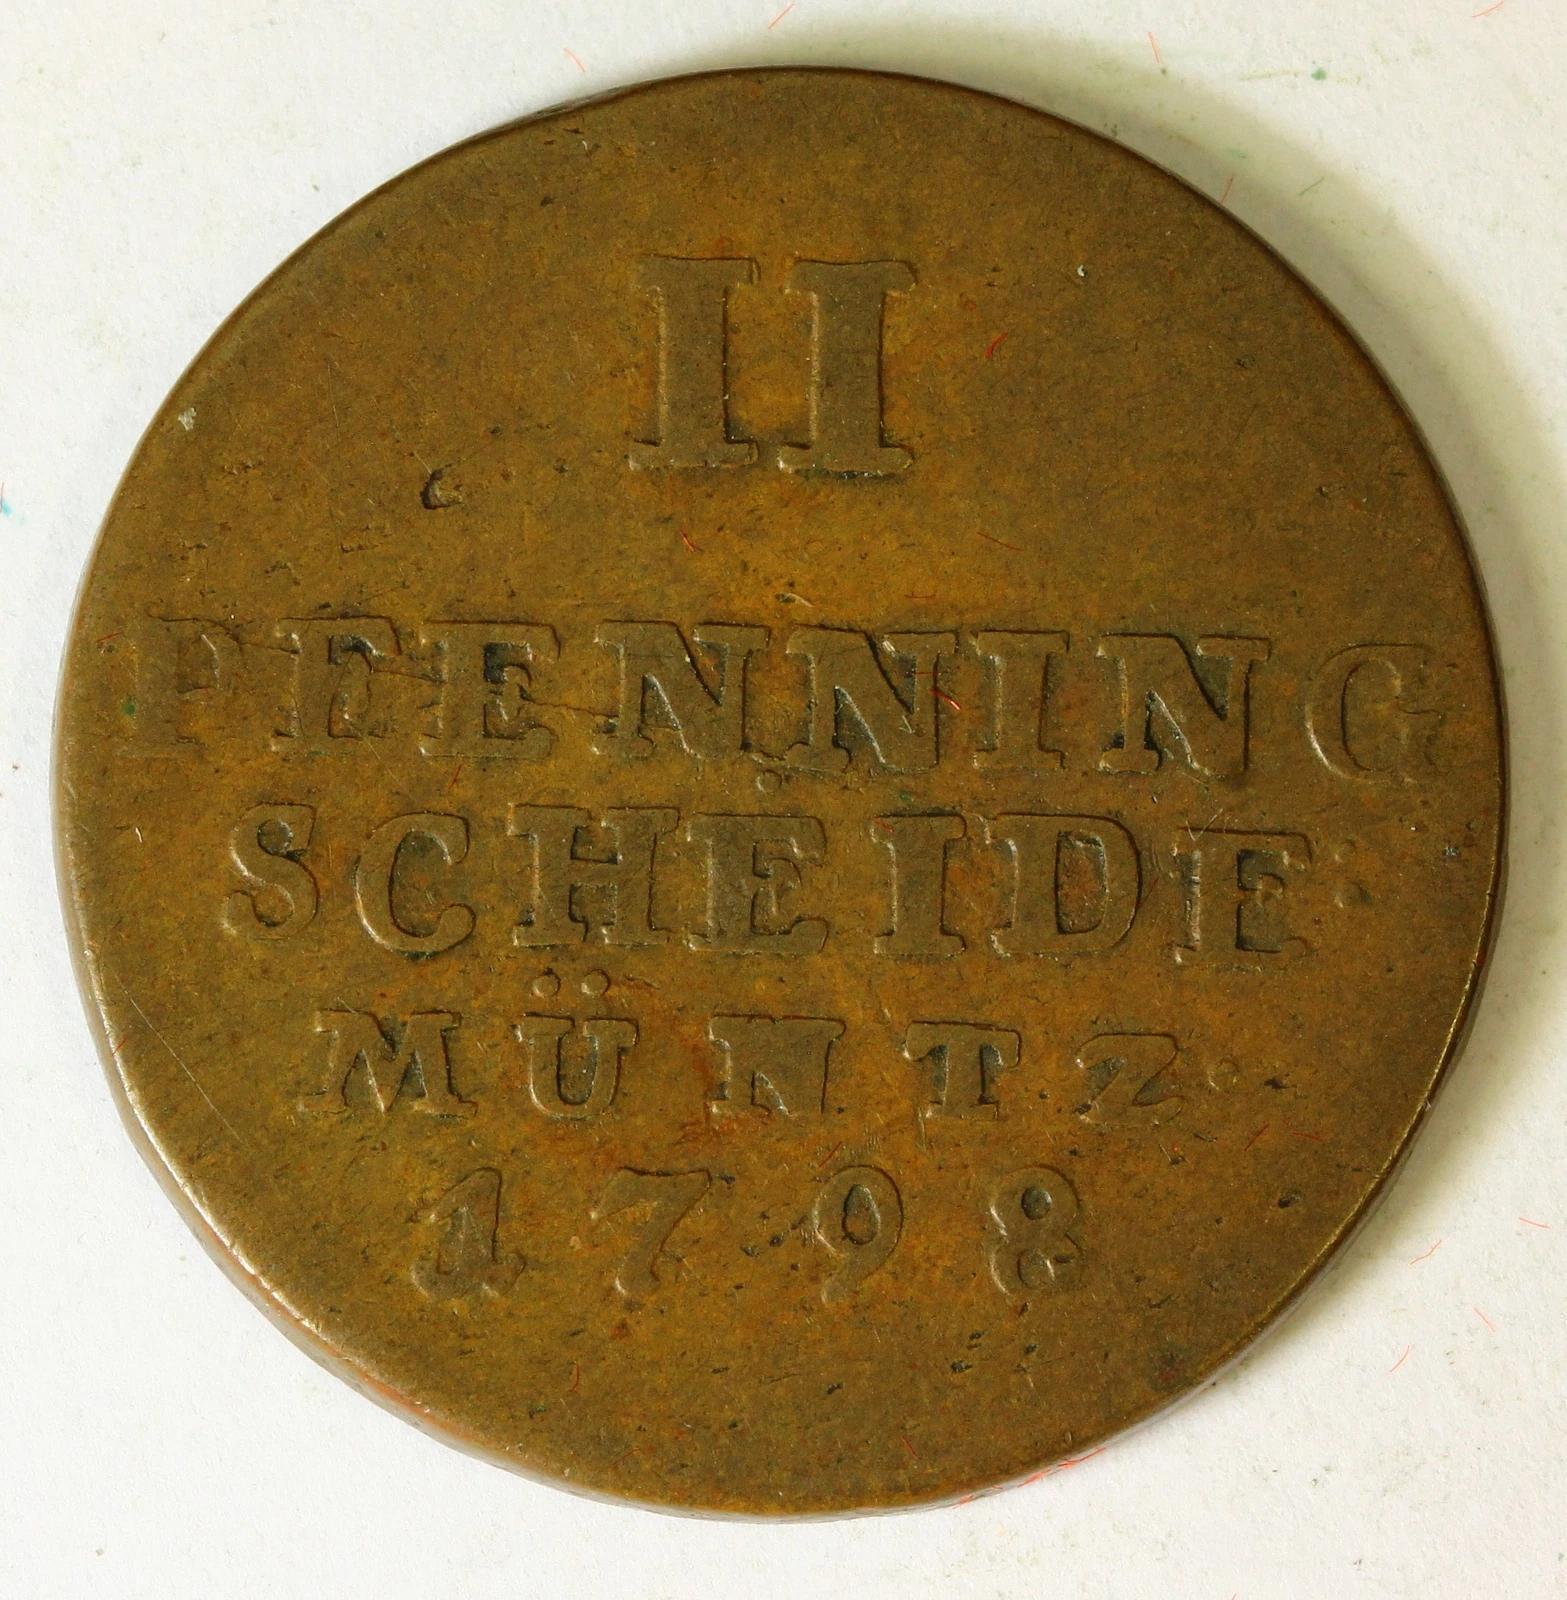 II
PFENNING
SCHEIDE:
MÜNTZ.
1798